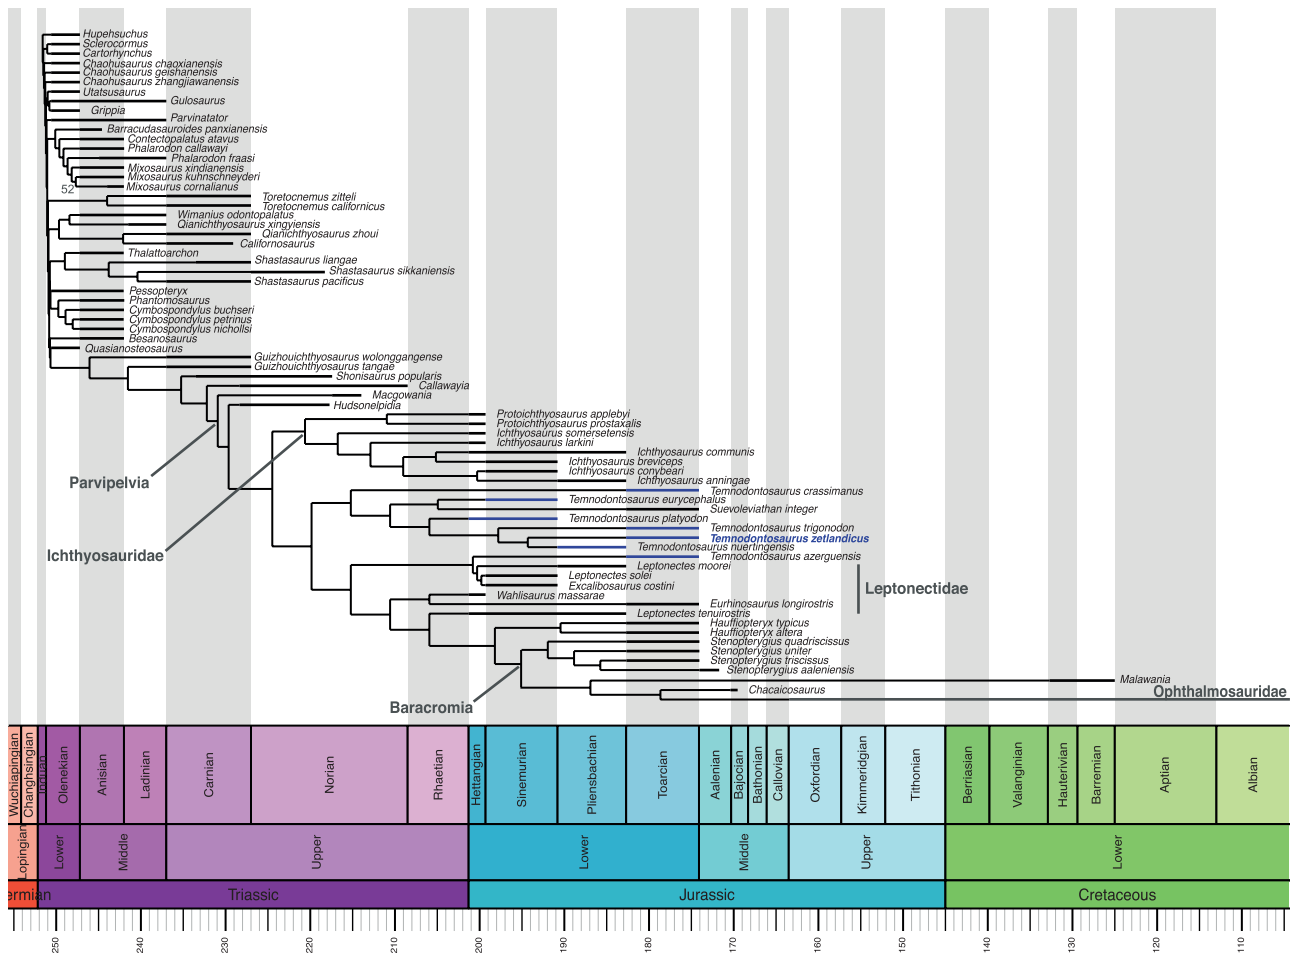 Hupehsuchus
Sclerocormus
Cartorhynchus
Chaohusaurus chaoxianensis
Chaohusaurus geishanensis
Chaohusaurus zhangjiawanensis
Utatsusaurus
Gulosaurus
Grippia
Parvinatator
Barracudasauroides panxianensis
Contectopalatus atavus
Phalarodon callawayi
Phalarodon fraasi
Mixosaurus xindianensis
Mixosaurus kuhnschneyderi
Mixosaurus cornalianus
52
Toretocnemus zitteli
Toretocnemus californicus
Wimanius odontopalatus
Qianichthyosaurus xingyiensis
Qianichthyosaurus zhoui
Californosaurus
Thalattoarchon
Shastasaurus liangae
Shastasaurus sikkaniensis
Shastasaurus pacificus
Pessopteryx
Phantomosaurus
Cymbospondylus buchseri
Cymbospondylus petrinus
Cymbospondylus nichollsi
Besanosaurus
Quasianosteosaurus
Guizhouichthyosaurus wolonggangense
Guizhouichthyosaurus tangae
Shonisaurus popularis
Callawayia
Macgowania
Hudsonelpidia
Protoichthyosaurus applebyi
Protoichthyosaurus prostaxalis
Ichthyosaurus somersetensis
Ichthyosaurus larkini
Ichthyosaurus communis
Ichthyosaurus breviceps
Ichthyosaurus conybeari
Ichthyosaurus anningae
Parvipelvia
Temnodontosaurus crassimanus
Temnodontosaurus eurycephalus
Suevoleviathan integer
Temnodontosaurus platyodon
Temnodontosaurus trigonodon
Temnodontosaurus zetlandicus
Temnodontosaurus nuertingensis
Ichthyosauridae
Temnodontosaurus azerguensis
Leptonectes moorei
Leptonectes solei
Excalibosaurus costini
Leptonectidae
Wahlisaurus massarae
Eurhinosaurus longirostris
Leptonectes tenuirostris
Hauffiopteryx typicus
Hauffiopteryx altera
Stenopterygius quadriscissus
Stenopterygius uniter
Stenopterygius triscissus
Stenopterygius aaleniensis
Malawania
Chacaicosaurus
Ophthalmosauridae
Baracromia
Wuchiapingian
Changhsingian
Induan
Olenekian
Anisian
Ladinian
Carnian
Norian
Rhaetian
Hettangian
Sinemurian
Pliensbachian
Toarcian
Aalenian
Bajocian
Bathonian
Callovian
Oxfordian
Kimmeridgian
Tithonian
Berriasian
Valanginian
Hauterivian
Barremian
Aptian
Albian
Lopingian
Lower
Middle
Upper
Lower
Middle
Upper
Lower
ermian
Triassic
Jurassic
Cretaceous
250
240
230
220
210
200
190
180
170
160
150
140
130
120
110